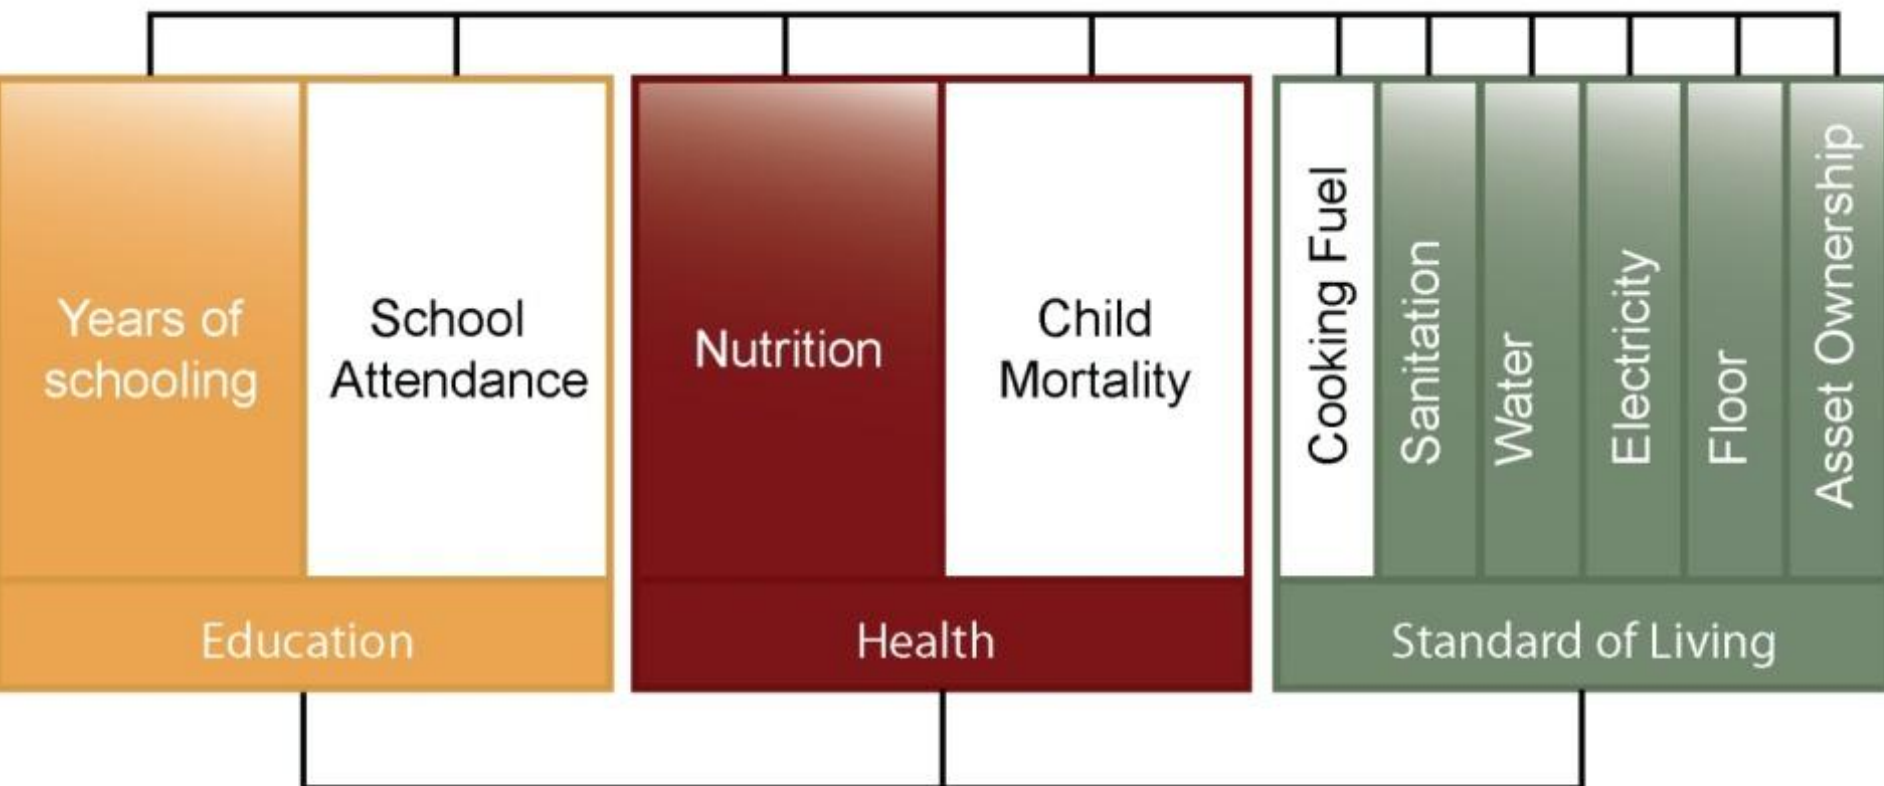 Years of
schooling
School
Attendance
Nutrition
Child
Mortality
Cooking Fuel
Sanitation
Water
Electricity
Floor
Asset Ownership
Education
Health
Standard of Living